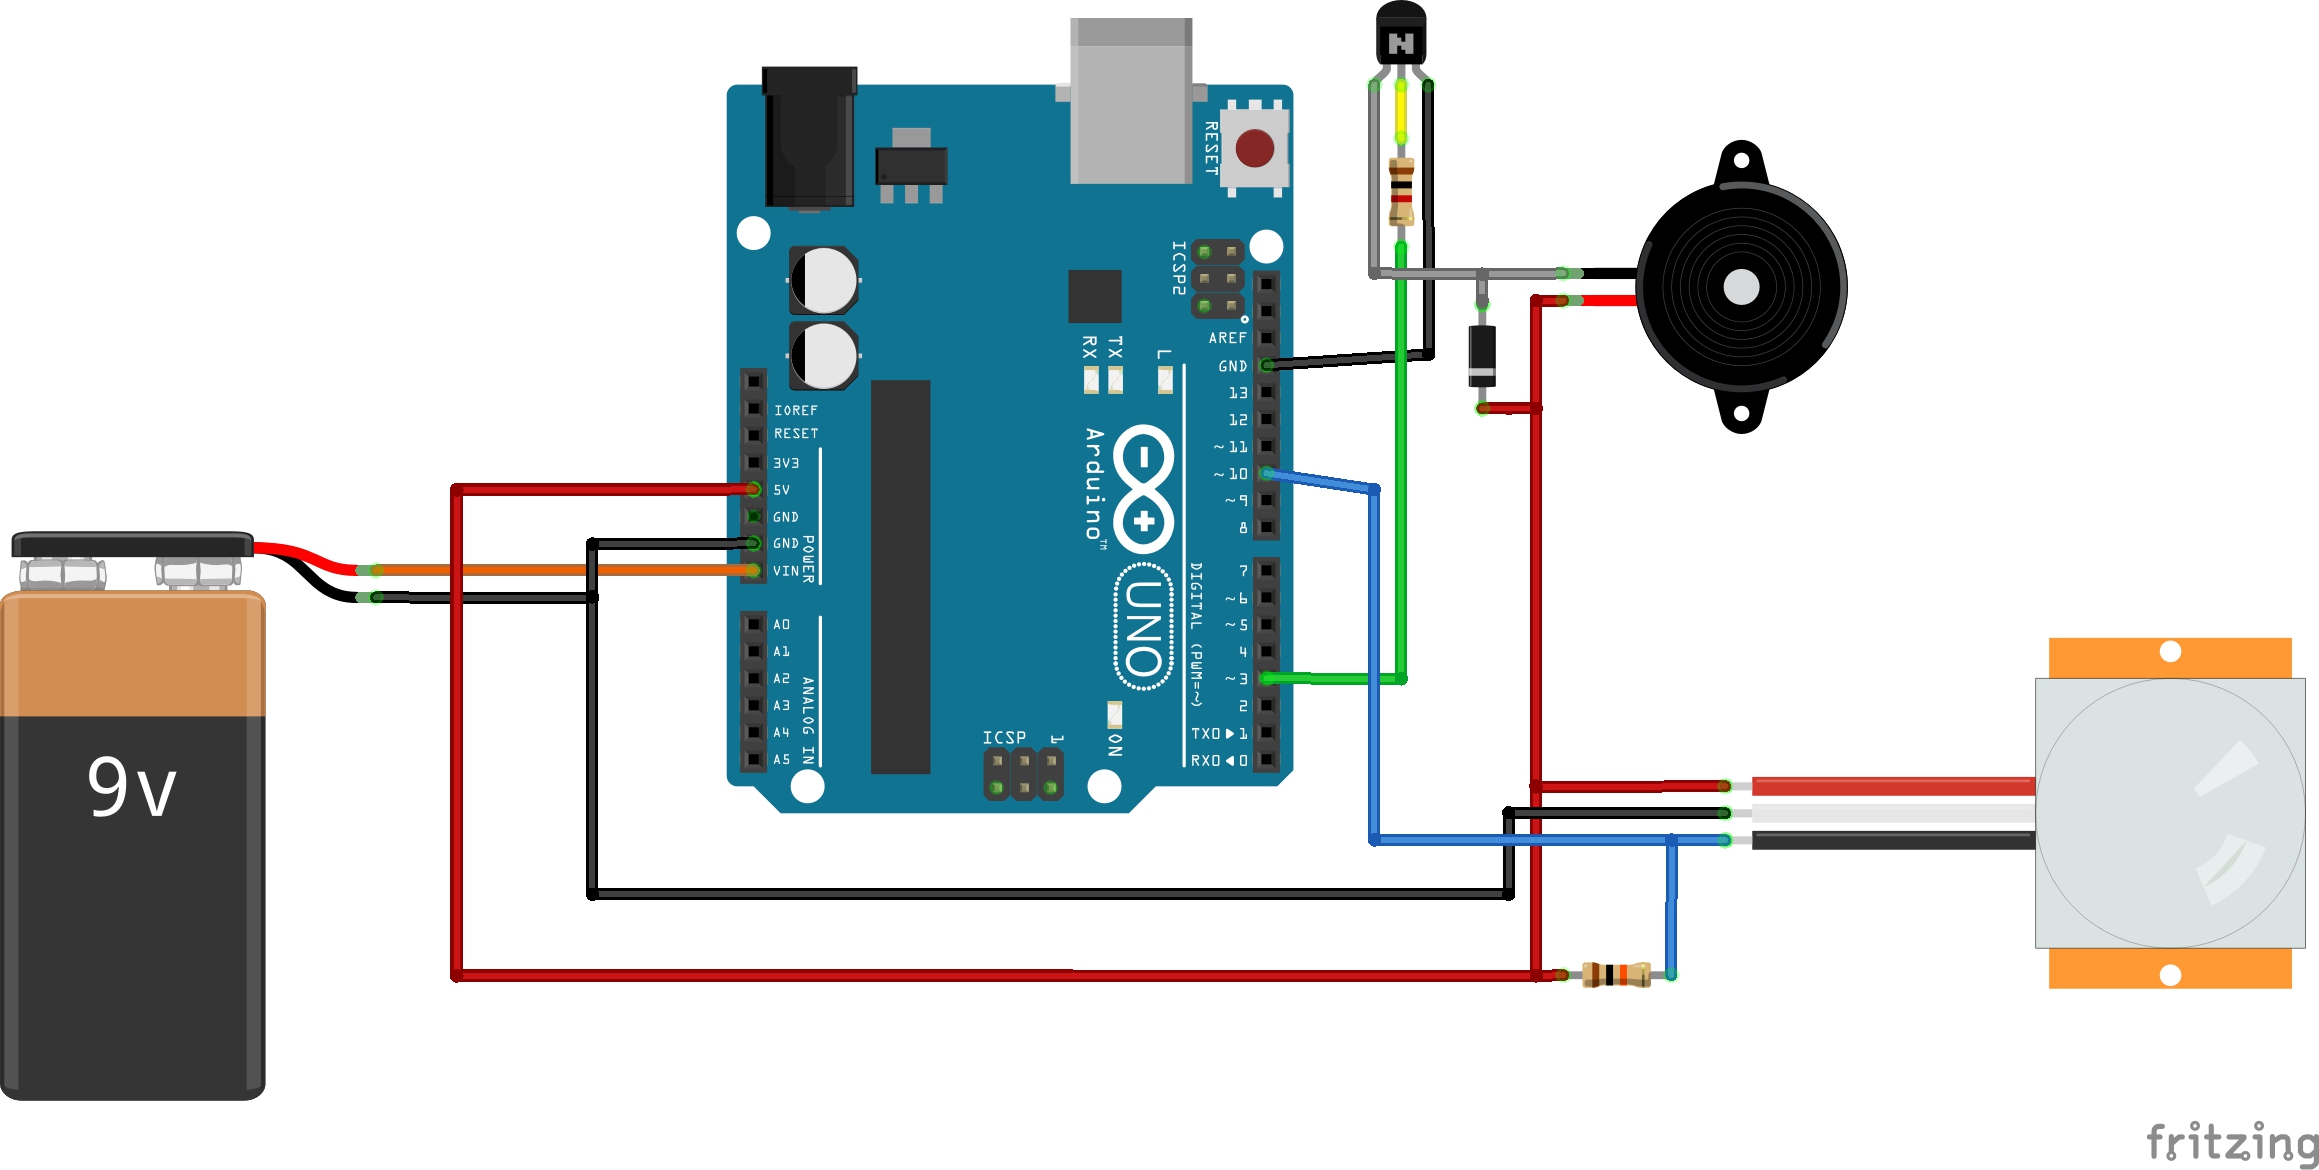 N
RESET
ICSP2
AREF
GND
13
12
~11
~10
~9
8
RX
TX
L
IOREF
RESET
3V3
5V
GND
GND
VIN
POWER
Arduino™
UNO
7
~6
~5
4
~3
2
TX0▶1
RX0◀0
DIGITAL (PWM=~)
A0
A1
A2
A3
A4
A5
ANALOG IN
ICSP
1
ON
9v
fritzing